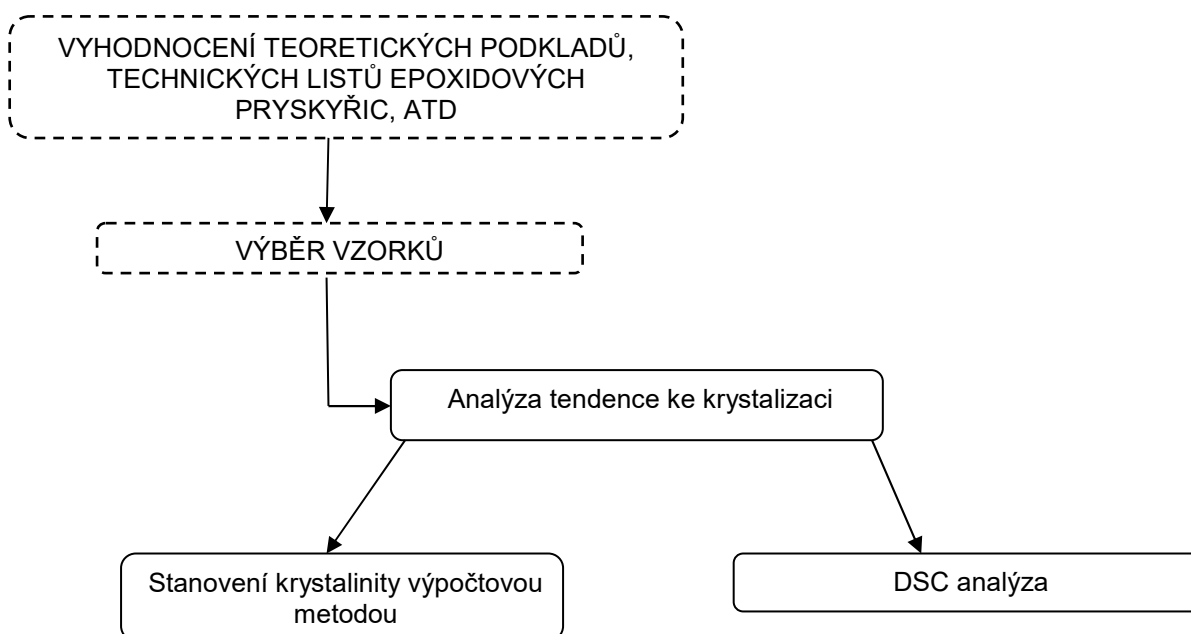 VYHODNOCENÍ TEORETICKÝCH PODKLADŮ,
TECHNICKÝCH LISTŮ EPOXIDOVÝCH
PRYSKYŘIC, ATD
VÝBĚR VZORKŮ
Analýza tendence ke krystalizaci
Stanovení krystalinity výpočtovou
metodou
DSC analýza